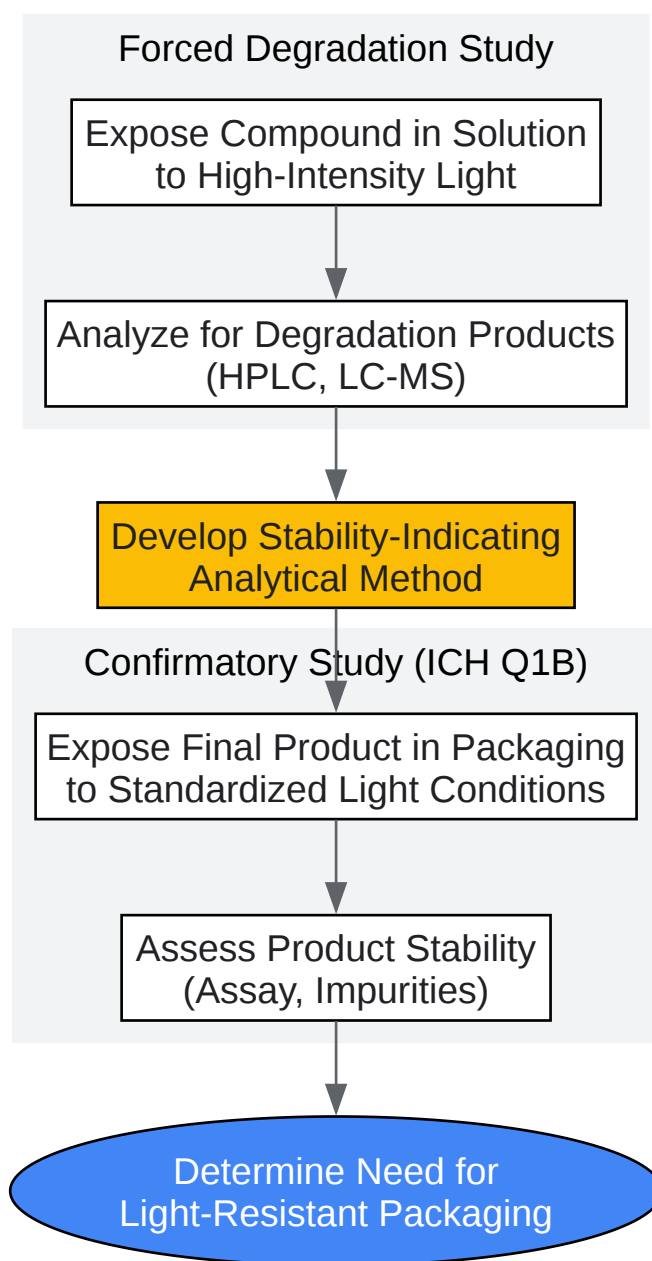 Forced Degradation Study
Expose Compound in Solution
to High-Intensity Light
Analyze for Degradation Products
(HPLC, LC-MS)
Develop Stability-Indicating
Analytical Method
Confirmatory Study (ICH Q1B)
Expose Final Product in Packaging
to Standardized Light Conditions
Assess Product Stability
(Assay, Impurities)
Determine Need for
Light-Resistant Packaging